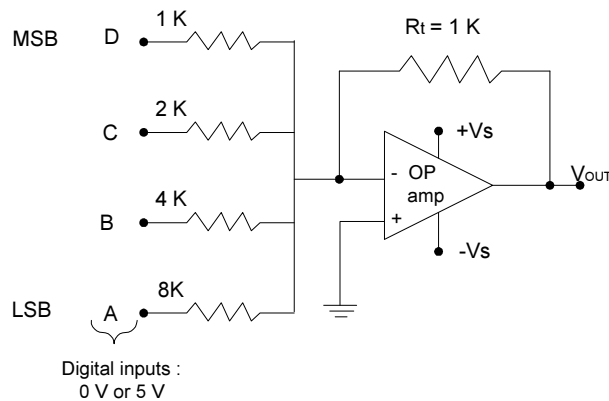 1 K
MSB D
Rt = 1 K
2 K
C
+Vs
- OP
amp
+
VOUT
4 K
B
-Vs
8K
LSB A
Digital inputs :
0 V or 5 V